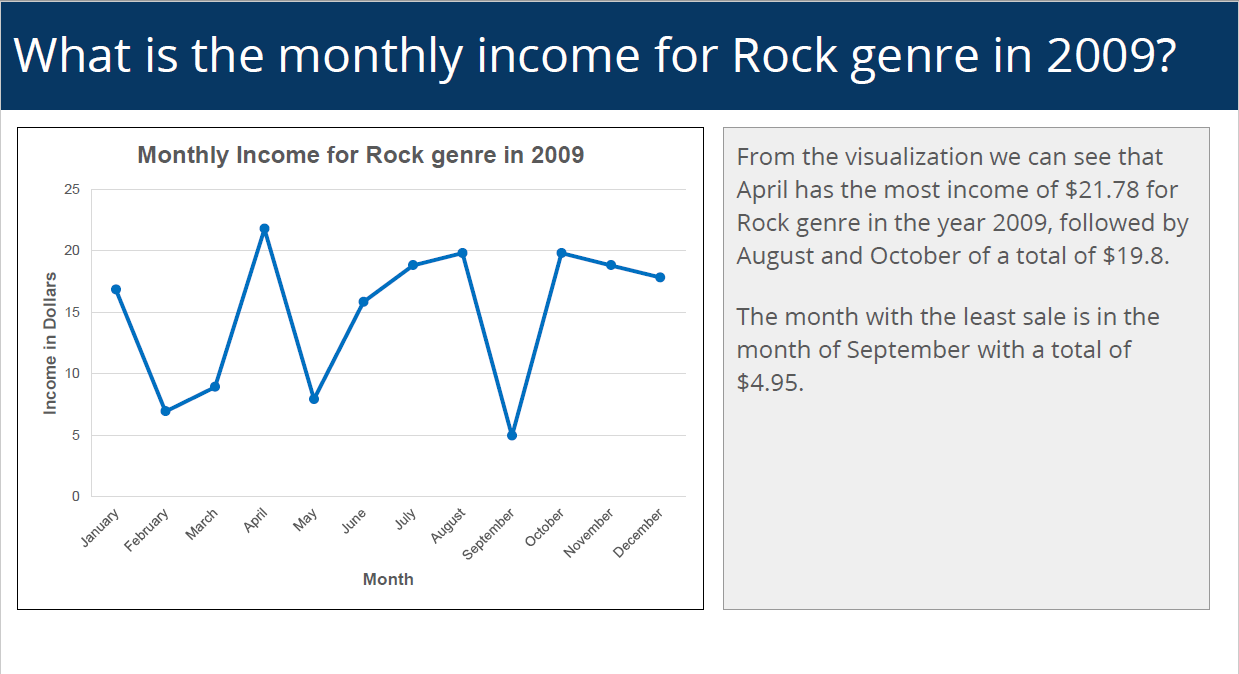 What is the monthly income for Rock genre in 2009?
Monthly Income for Rock genre in 2009
25
20
15
10
5
0
Income in Dollars
January
February
March
April
May
June
July
August
September
October
November
December
Month
From the visualization we can see that
April has the most income of $21.78 for
Rock genre in the year 2009, followed by
August and October of a total of $19.8.
The month with the least sale is in the
month of September with a total of
$4.95.